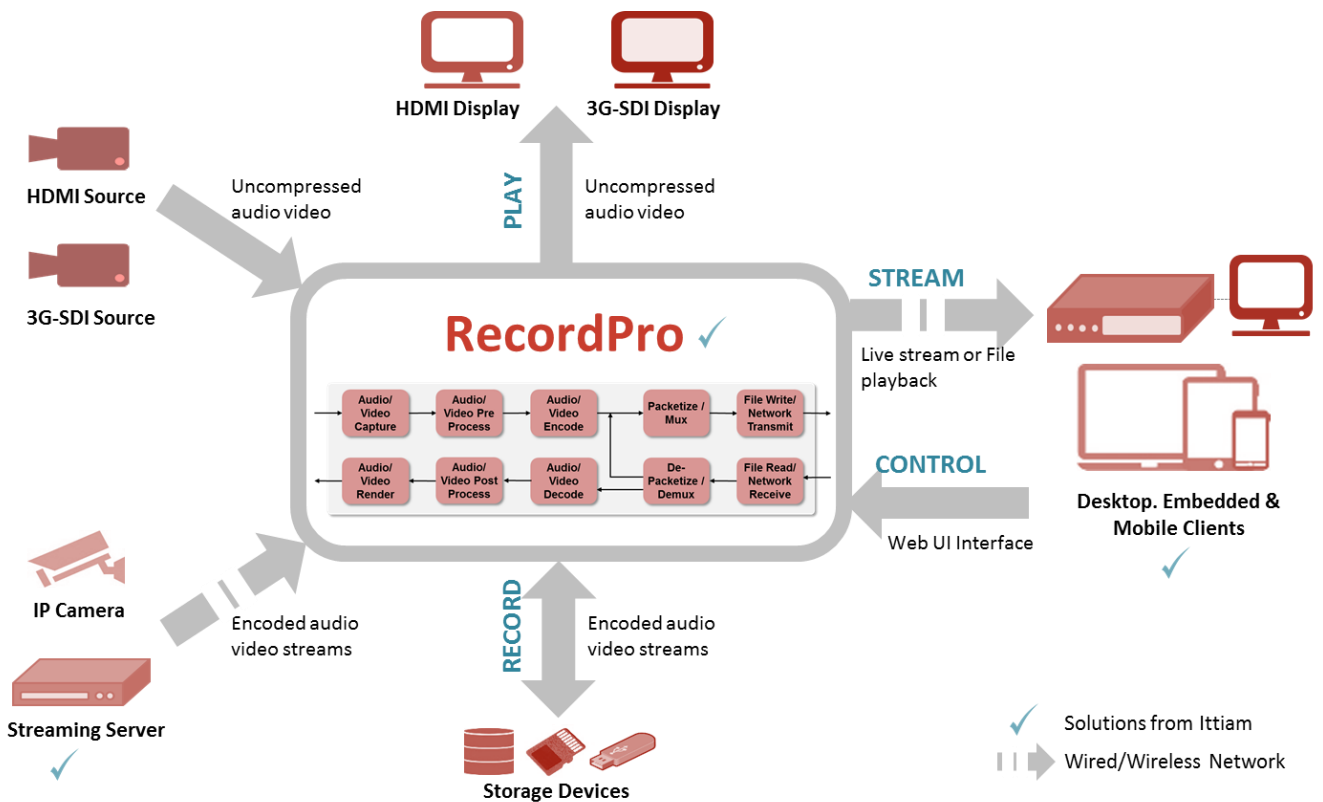 HDMI Display
3G-SDI Display
HDMI Source
Uncompressed
audio video
PLAY
Uncompressed
audio video
3G-SDI Source
STREAM
Live stream or File
playback
RecordPro
Audio/
Video
Capture
Audio/
Video Pre
Process
Audio/
Video
Encode
Packetize /
Mux
File Write/
Network
Transmit
Audio/
Video
Render
Audio/
Video Post
Process
Audio/
Video
Decode
De-
Packetize /
Demux
File Read/
Network
Receive
CONTROL
Web UI Interface
Desktop. Embedded &
Mobile Clients
IP Camera
Encoded audio
video streams
RECORD
Encoded audio
video streams
Streaming Server
Storage Devices
Solutions from Ittiam
Wired/Wireless Network